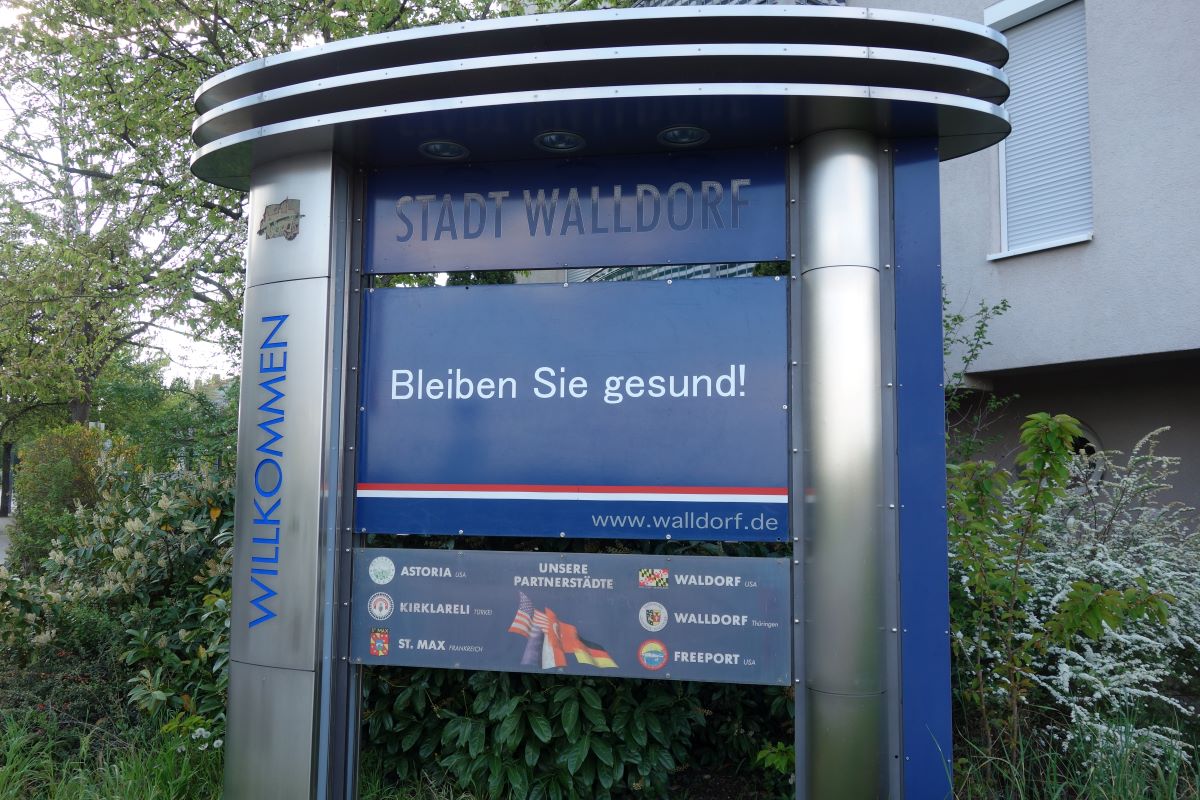 STADT WALLDORF
WILLKOMMEN
Bleiben Sie gesund!
www.walldorf.de
UNSERE
PARTNERSTÄDTE
ASTORIA USA
KIRKLARELI TÜRKEI
ST. MAX FRANKREICH
WALDORF USA
WALLDORF Thüringen
FREEPORT USA